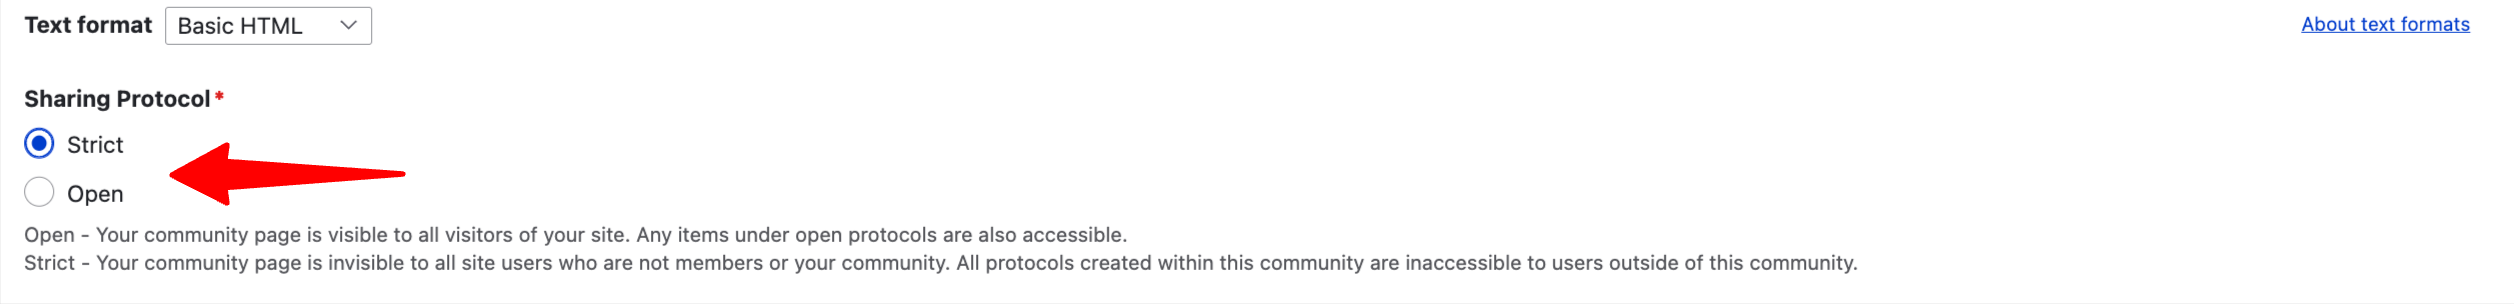 Text format Basic HTML About text formats
Sharing Protocol*
Strict
Open
Open - Your community page is visible to all visitors of your site. Any items under open protocols are also accessible.
Strict - Your community page is invisible to all site users who are not members or your community. All protocols created within this community are inaccessible to users outside of this community.